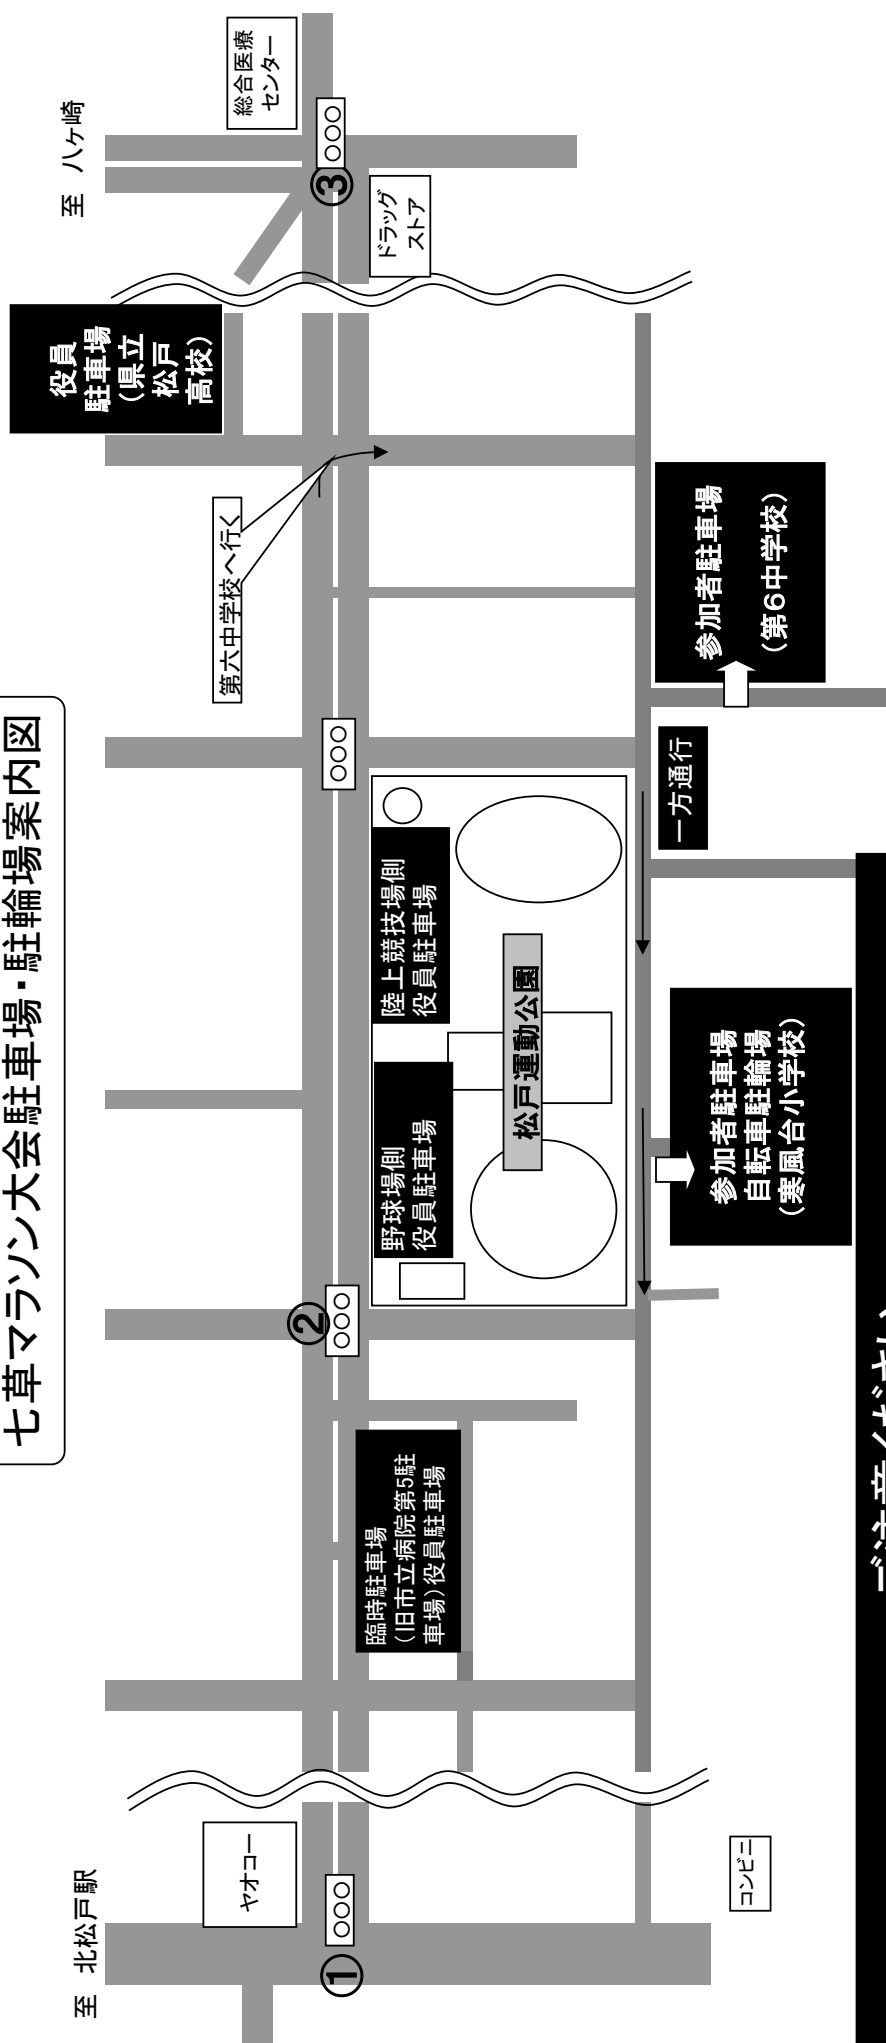 七草マラソン大会駐車場・駐輪場案内図
至 北松戸駅
至 八ヶ崎
ヤオコー
①
コンビニ
臨時駐車場
（旧市立病院第5駐
車場）役員駐車場
②
野球場側
役員駐車場
陸上競技場側
役員駐車場
松戸運動公園
参加者駐車場
自転車駐輪場
（寒風台小学校）
一方通行
参加者駐車場
（第6中学校）
第六中学校へ行く
役員
駐車場
（県立
松戸
高校）
ドラッグ
ストア
③
総合医療
センター